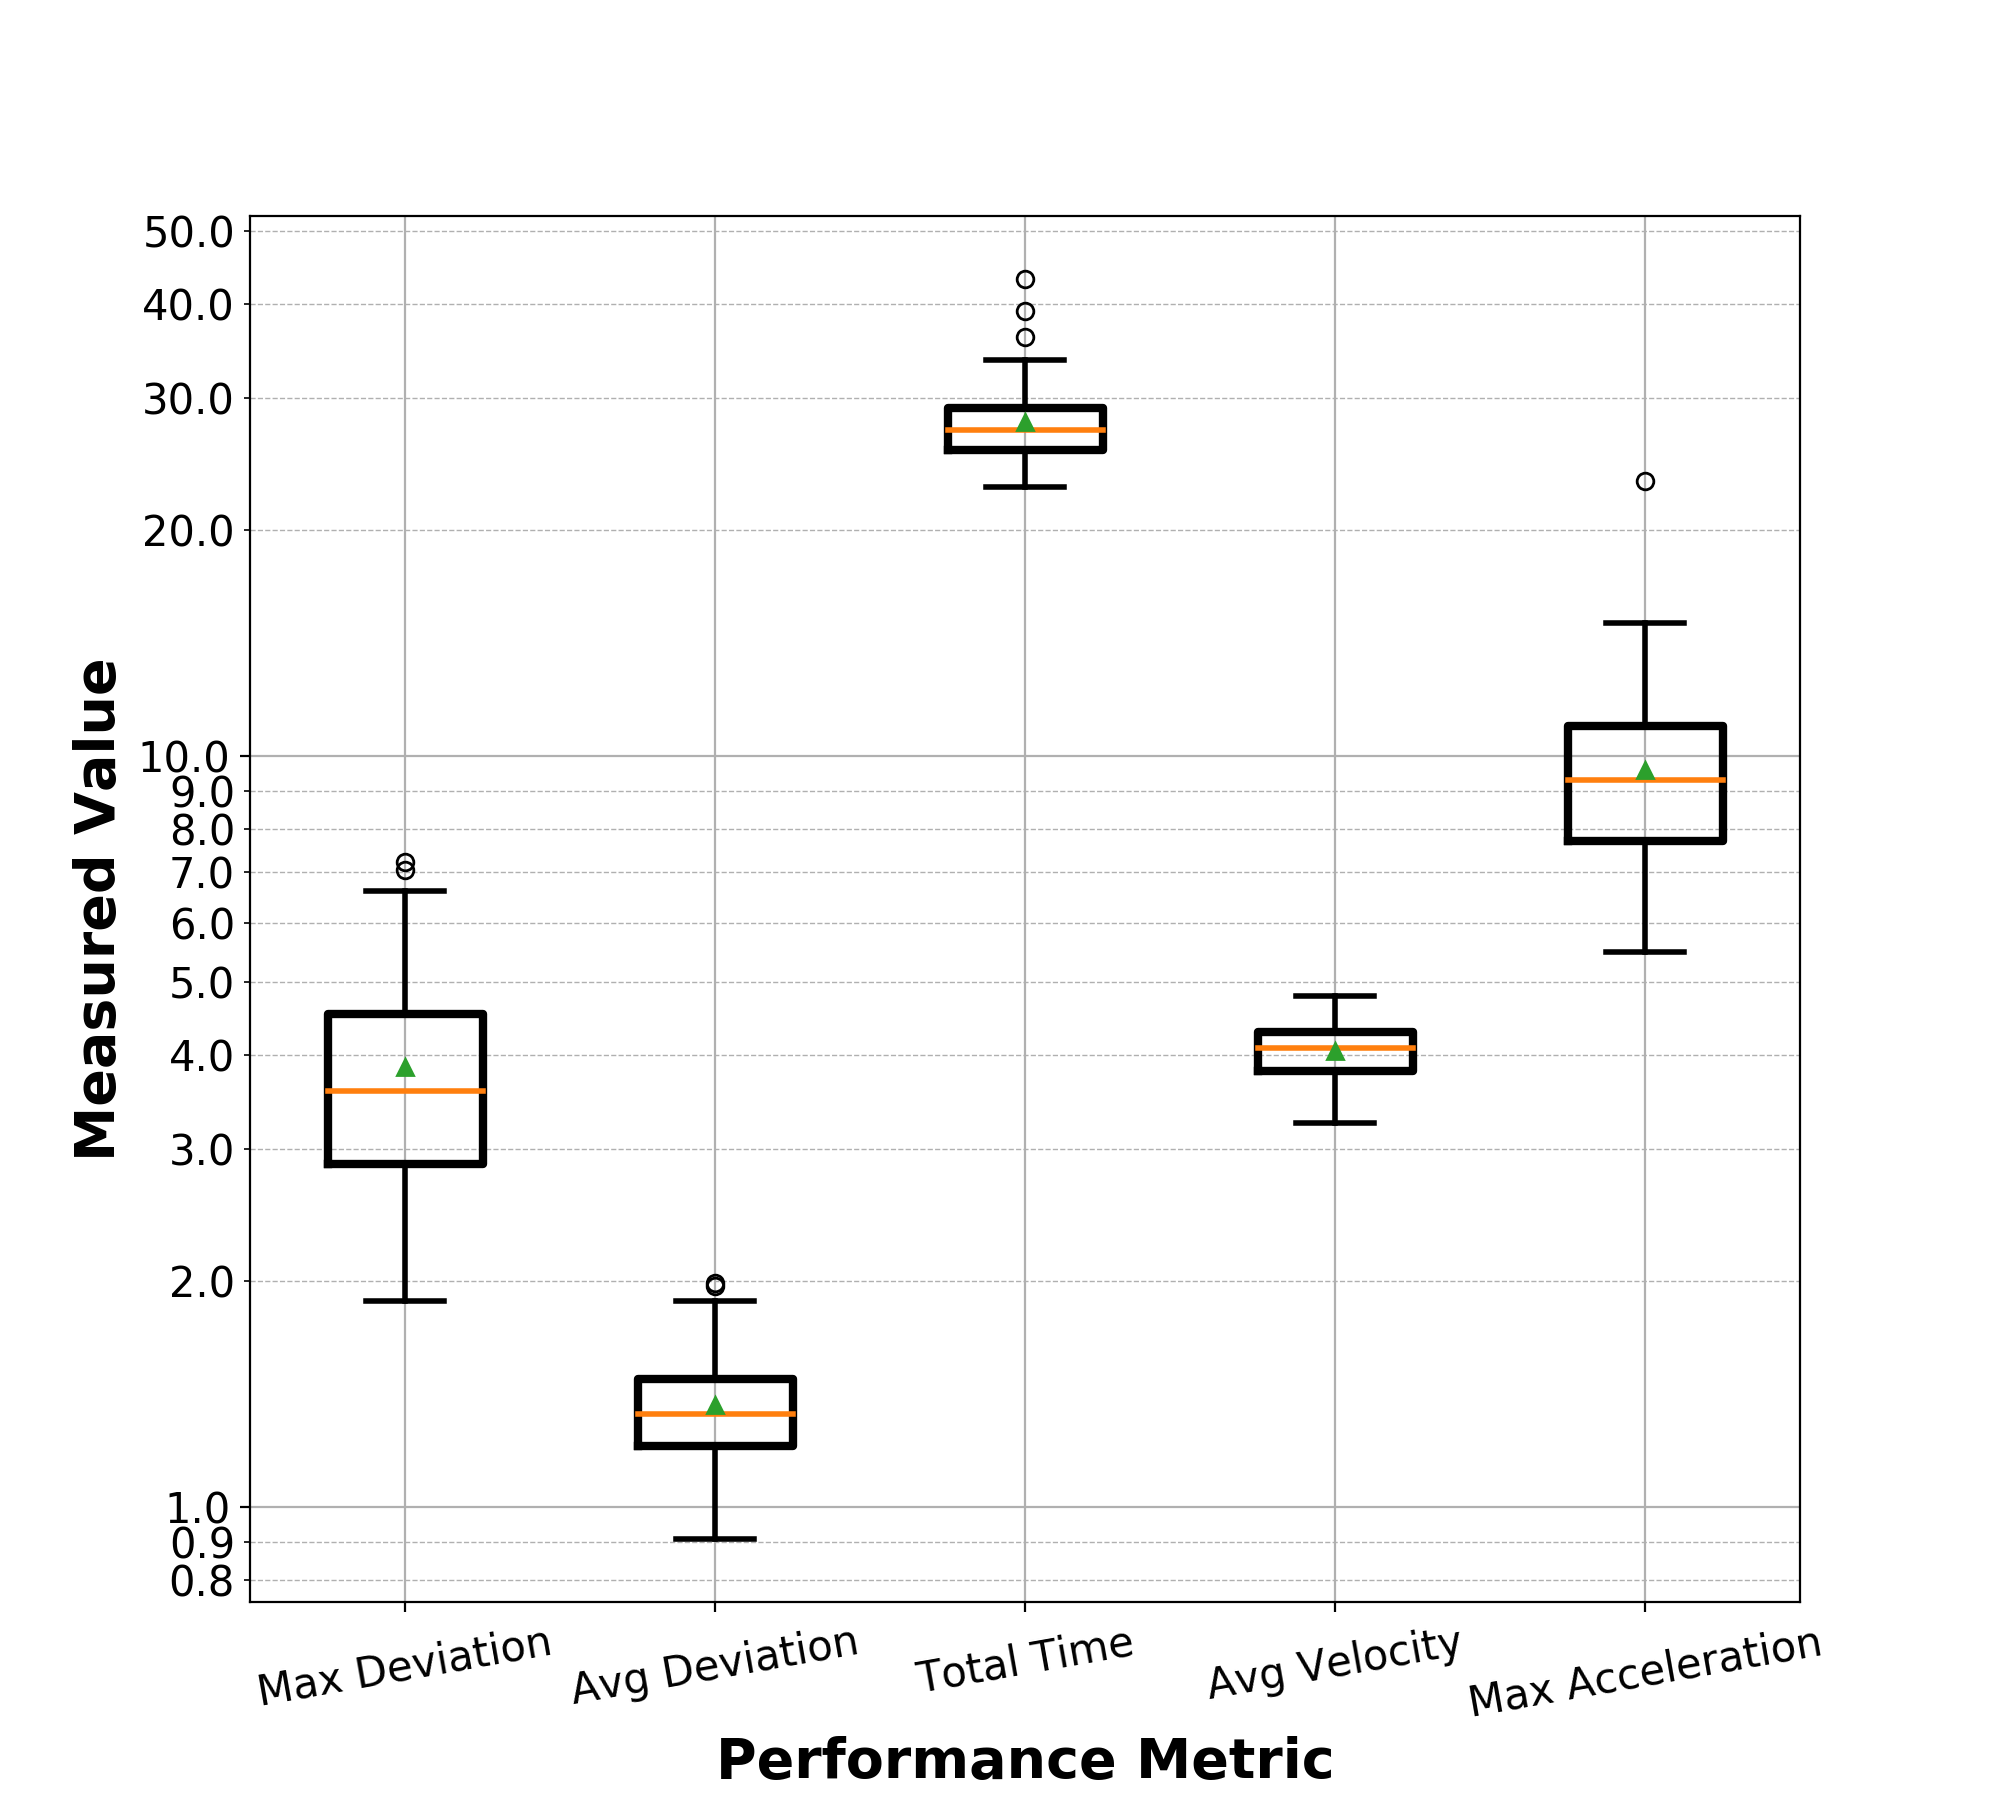 50.0
40.0
30.0
20.0
10.0
9.0
8.0
7.0
6.0
5.0
4.0
3.0
2.0
1.0
0.9
0.8
Measured Value
Max Deviation
Avg Deviation
Total Time
Avg Velocity
Max Acceleration
Performance Metric